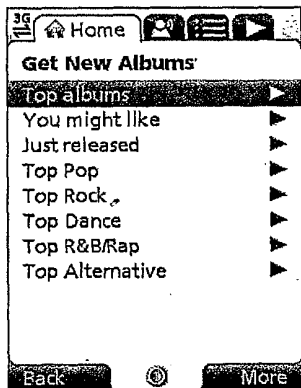 3G
Home
Get New Albums
Top albums
You might like
Just released
Top Pop
Top Rock
Top Dance
Top R&B/Rap
Top Alternative
Back
More